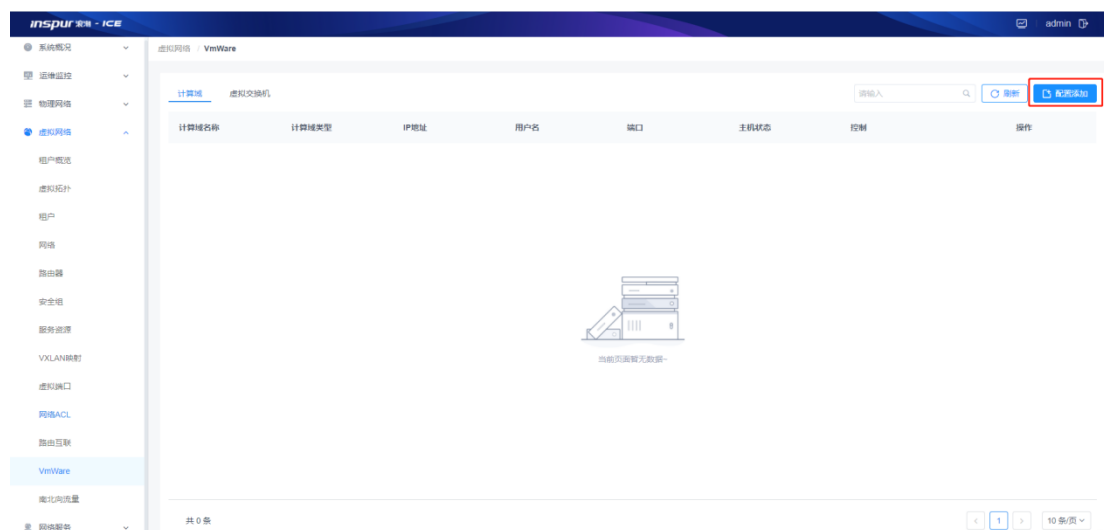 inspur 浪潮 - ICE
admin
系统概况
虚拟网络 / VmWare
运维监控
计算域 虚拟交换机
请输入
刷新
配置添加
物理网络
虚拟网络
计算域名称 计算域类型 IP地址 用户名 端口 主机状态 控制 操作
租户概览
虚拟拓扑
租户
网络
路由器
安全组
服务资源
VXLAN映射
当前页面暂无数据~
虚拟端口
网络ACL
路由互联
VmWare
南北向流量
共 0 条
1
10 条/页
网络服务